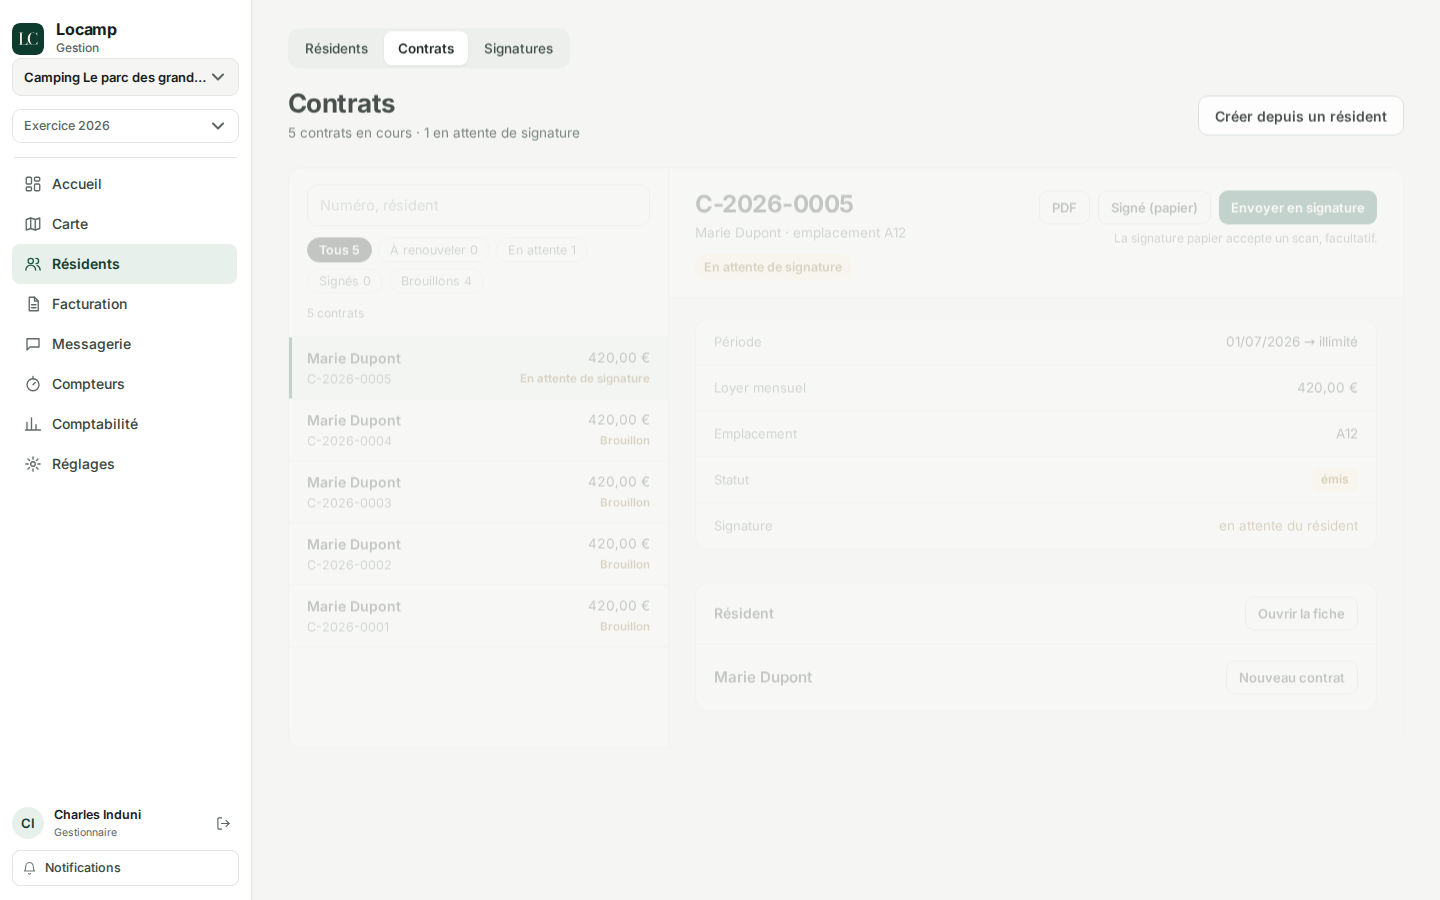 LC
Locamp
Gestion
Camping Le parc des grand...
Exercice 2026
Accueil
Carte
Résidents
Facturation
Messagerie
Compteurs
Comptabilité
Réglages
CI
Charles Induni
Gestionnaire
Notifications
Résidents
Contrats
Signatures
Contrats
5 contrats en cours · 1 en attente de signature
Créer depuis un résident
Numéro, résident
Tous 5
À renouveler 0
En attente 1
Signés 0
Brouillons 4
5 contrats
Marie Dupont 420,00 €
C-2026-0005 En attente de signature
Marie Dupont 420,00 €
C-2026-0004 Brouillon
Marie Dupont 420,00 €
C-2026-0003 Brouillon
Marie Dupont 420,00 €
C-2026-0002 Brouillon
Marie Dupont 420,00 €
C-2026-0001 Brouillon
C-2026-0005
Marie Dupont · emplacement A12
En attente de signature
PDF
Signé (papier)
Envoyer en signature
La signature papier accepte un scan, facultatif.
Période 01/07/2026 → illimité
Loyer mensuel 420,00 €
Emplacement A12
Statut émis
Signature en attente du résident
Résident Ouvrir la fiche
Marie Dupont Nouveau contrat